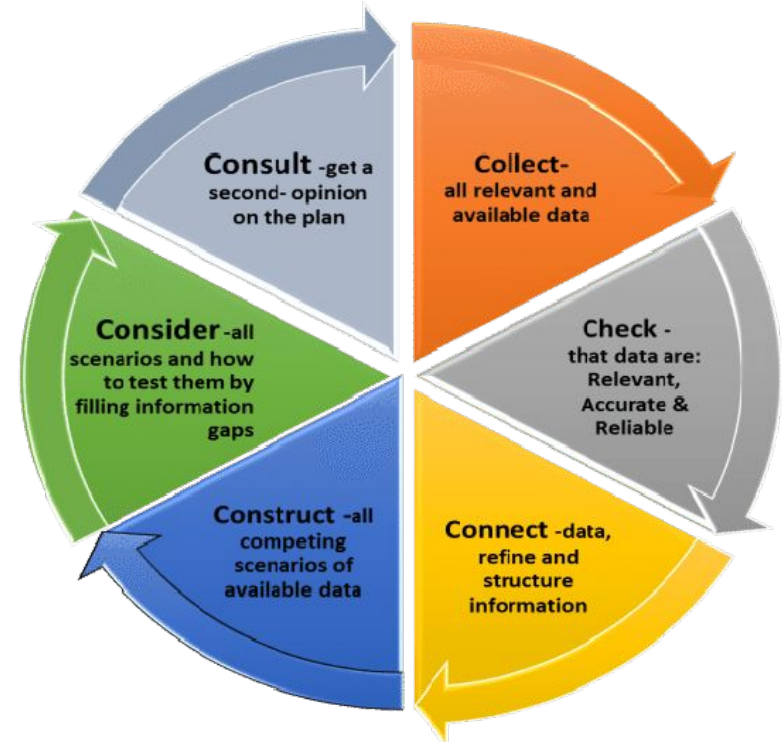 Collect-
all relevant and
available data
Check -
that data are:
Relevant,
Accurate &
Reliable
Connect -data,
refine and
structure
information
Construct -all
competing
scenarios of
available data
Consider -all
scenarios and how
to test them by
filling information
gaps
Consult -get a
second- opinion
on the plan